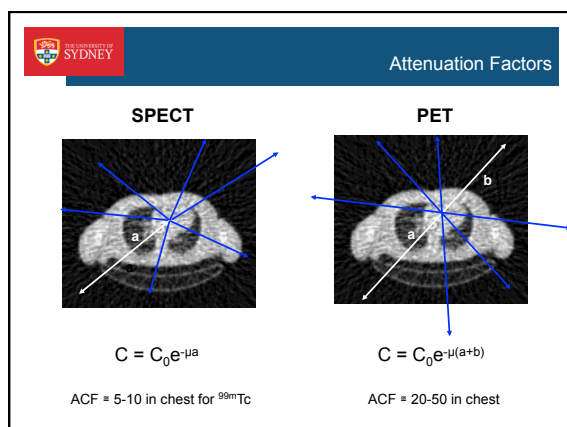 THE UNIVERSITY OF
SYDNEY
Attenuation Factors
SPECT
PET
a
b
a
C = C₀e⁻µᵃ
C = C₀e⁻µ⁽ᵃ⁺ᵇ⁾
ACF ≅ 5-10 in chest for ⁹⁹ᵐTc
ACF ≅ 20-50 in chest